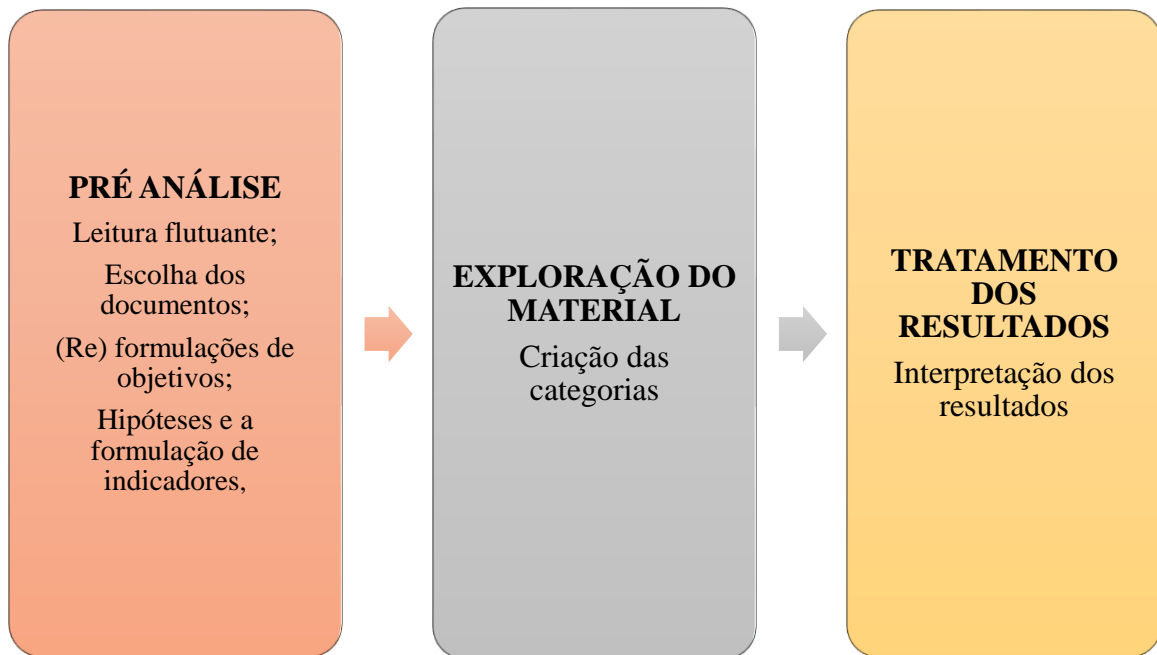 PRÉ ANÁLISE
Leitura flutuante;
Escolha dos
documentos;
(Re) formulações de
objetivos;
Hipóteses e a
formulação de
indicadores,
EXPLORAÇÃO DO
MATERIAL
Criação das
categorias
TRATAMENTO
DOS
RESULTADOS
Interpretação dos
resultados